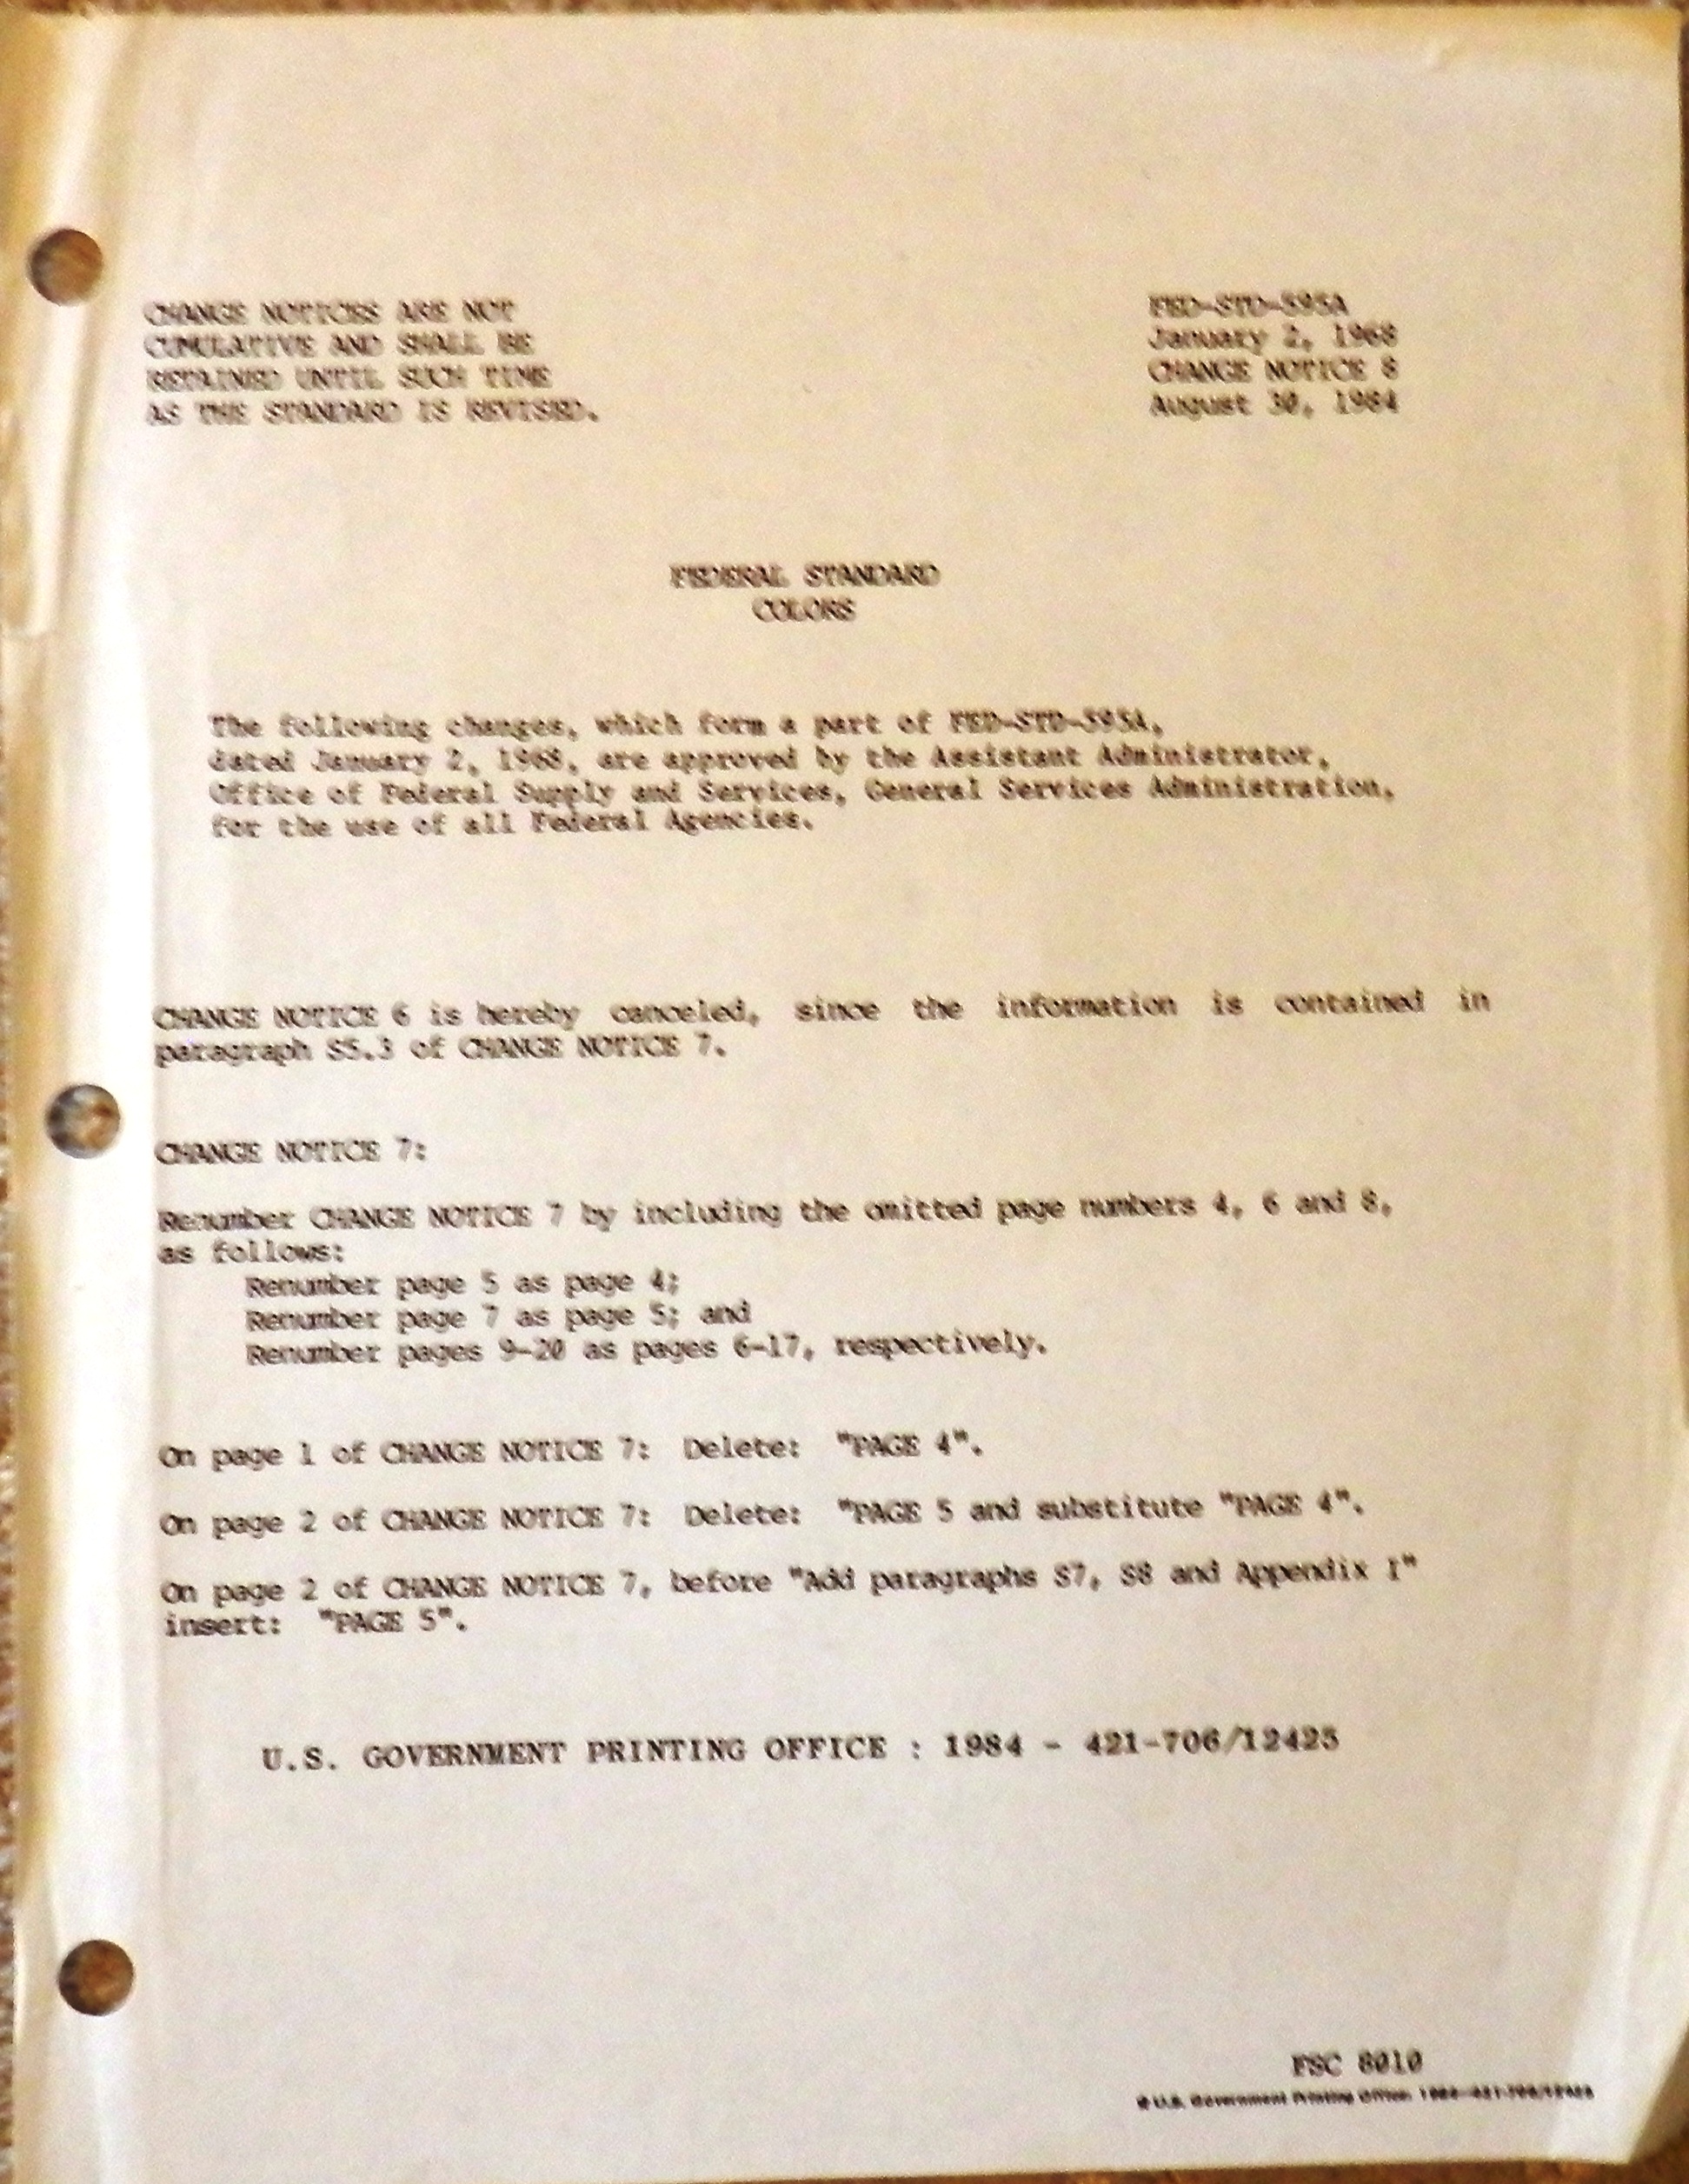 CHANGE NOTICES ARE NOT
CUMULATIVE AND SHALL BE
RETAINED UNTIL SUCH TIME
AS THE STANDARD IS REVISED.
FED-STD-595A
January 2, 1968
CHANGE NOTICE 8
August 30, 1984
FEDERAL STANDARD
COLORS
The following changes, which form a part of FED-STD-595A,
dated January 2, 1968, are approved by the Assistant Administrator,
Office of Federal Supply and Services, General Services Administration,
for the use of all Federal Agencies.
CHANGE NOTICE 6 is hereby canceled, since the information is contained in
paragraph S5.3 of CHANGE NOTICE 7.
CHANGE NOTICE 7:
Renumber CHANGE NOTICE 7 by including the omitted page numbers 4, 6 and 8,
as follows:
Renumber page 5 as page 4;
Renumber page 7 as page 5; and
Renumber pages 9-20 as pages 6-17, respectively.
On page 1 of CHANGE NOTICE 7: Delete: "PAGE 4".
On page 2 of CHANGE NOTICE 7: Delete: "PAGE 5 and substitute "PAGE 4".
On page 2 of CHANGE NOTICE 7, before "Add paragraphs S7, S8 and Appendix I"
insert: "PAGE 5".
U.S. GOVERNMENT PRINTING OFFICE : 1984 - 421-706/12425
FSC 8010
U.S. Government Printing Office: 1984-421-706/12425